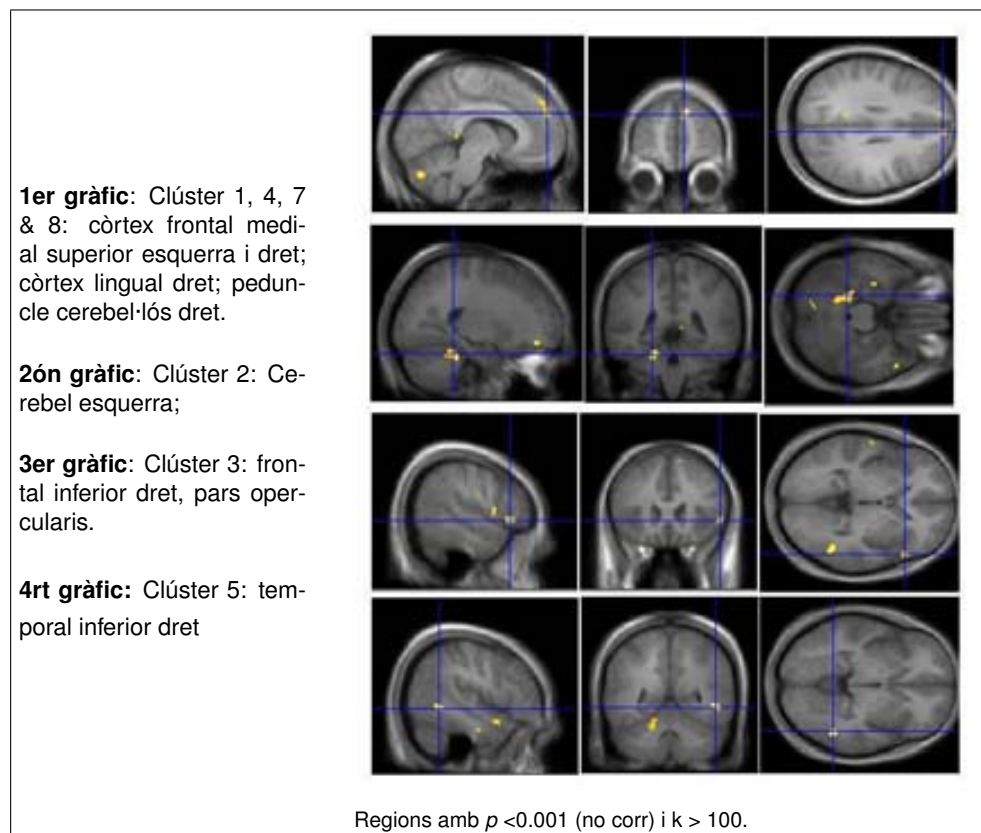 1er gràfic: Clúster 1, 4, 7
& 8: còrtex frontal medi-
al superior esquerra i dret;
còrtex lingual dret; pedun-
cle cerebel·lós dret.
2ón gràfic: Clúster 2: Ce-
rebel esquerra;
3er gràfic: Clúster 3: fron-
tal inferior dret, pars oper-
cularis.
4rt gràfic: Clúster 5: tem-
poral inferior dret
Regions amb p <0.001 (no corr) i k > 100.